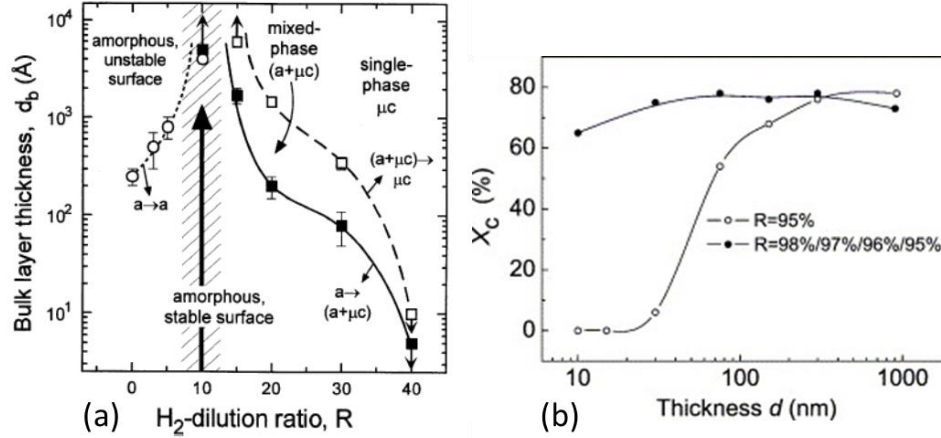 Bulk layer thickness, d_b (Å)
10⁴
10³
10²
10¹
amorphous,
unstable
surface
mixed-
phase
(a+μc)
single-
phase
μc
(a+μc)→
μc
a→a
a→
(a+μc)
amorphous,
stable surface
0 10 20 30 40
(a) H₂-dilution ratio, R
X_C (%)
80
60
40
20
0
R=95%
R=98%/97%/96%/95%
10 100 1000
(b) Thickness d (nm)